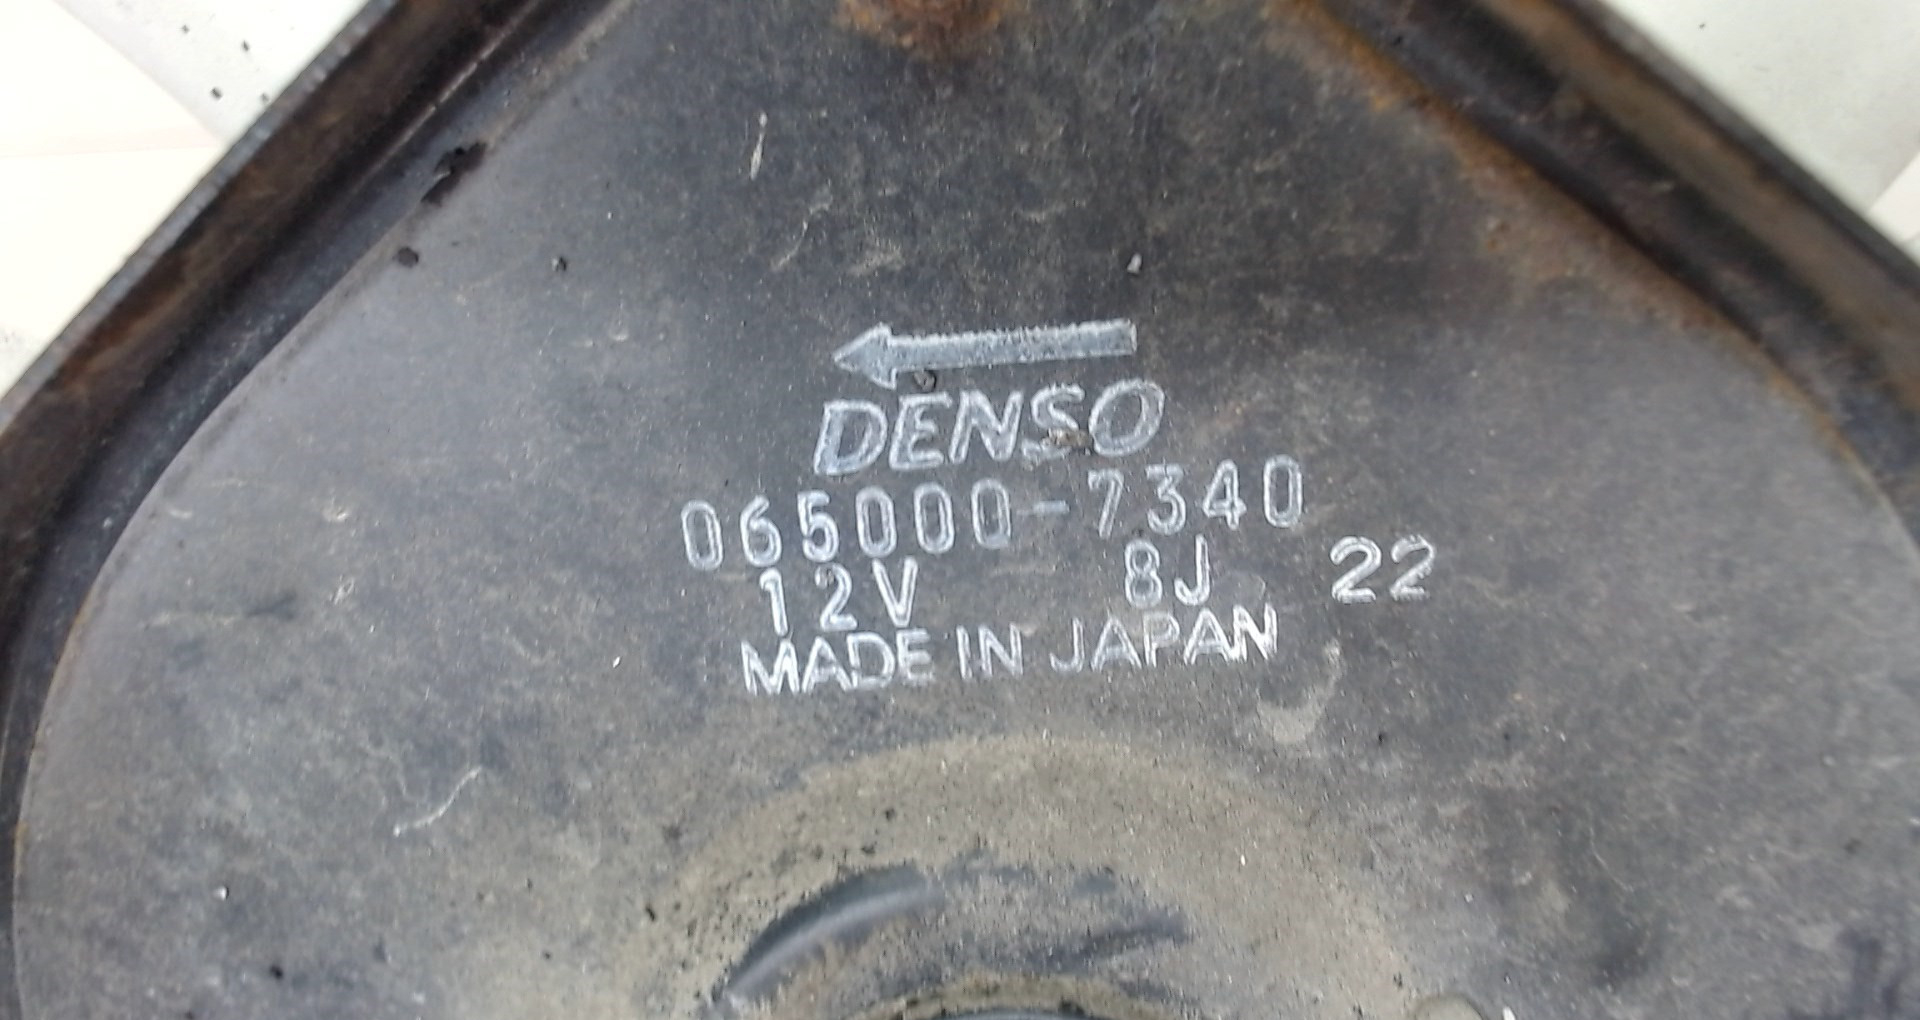 DENSO
065000-7340
12V 8J 22
MADE IN JAPAN